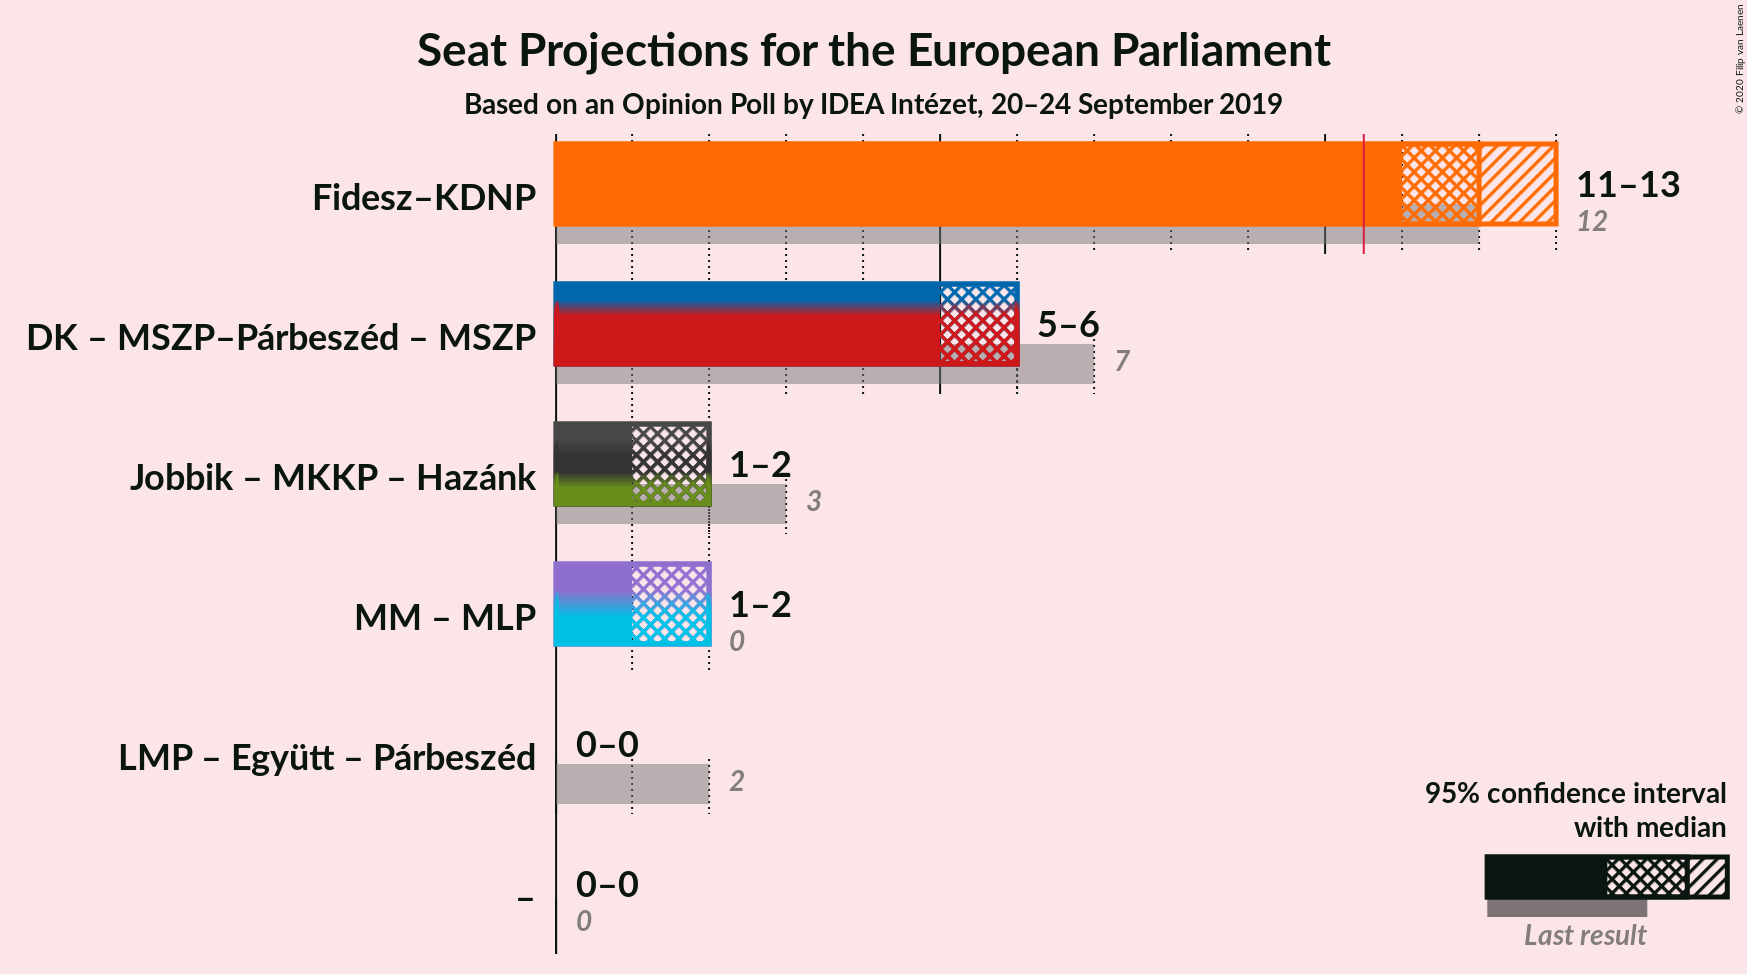 Seat Projections for the European Parliament
Based on an Opinion Poll by IDEA Intézet, 20–24 September 2019
© 2020 Filip van Laenen
Fidesz–KDNP
11–13
12
DK – MSZP–Párbeszéd – MSZP
5–6
7
Jobbik – MKKP – Hazánk
1–2
3
MM – MLP
1–2
0
LMP – Együtt – Párbeszéd
0–0
2
–
0–0
0
95% confidence interval
with median
Last result